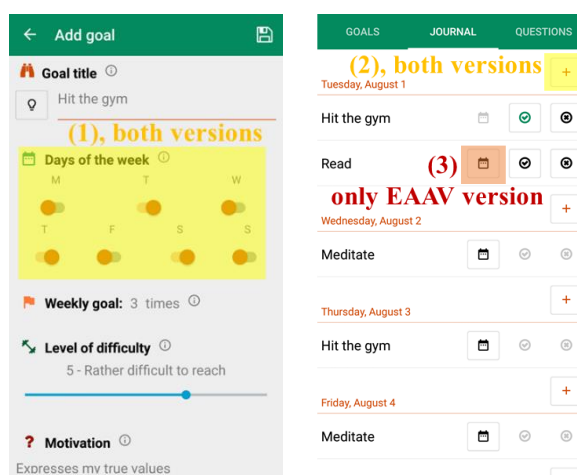 Add goal
Goal title
Hit the gym
(1), both versions
Days of the week
M T W
T F S S
Weekly goal: 3 times
Level of difficulty
5 - Rather difficult to reach
? Motivation
Expresses my true values
GOALS JOURNAL QUESTIONS
(2), both versions +
Tuesday, August 1
Hit the gym
Read (3)
only EAAV version
+
Wednesday, August 2
Meditate
+
Thursday, August 3
Hit the gym
+
Friday, August 4
Meditate